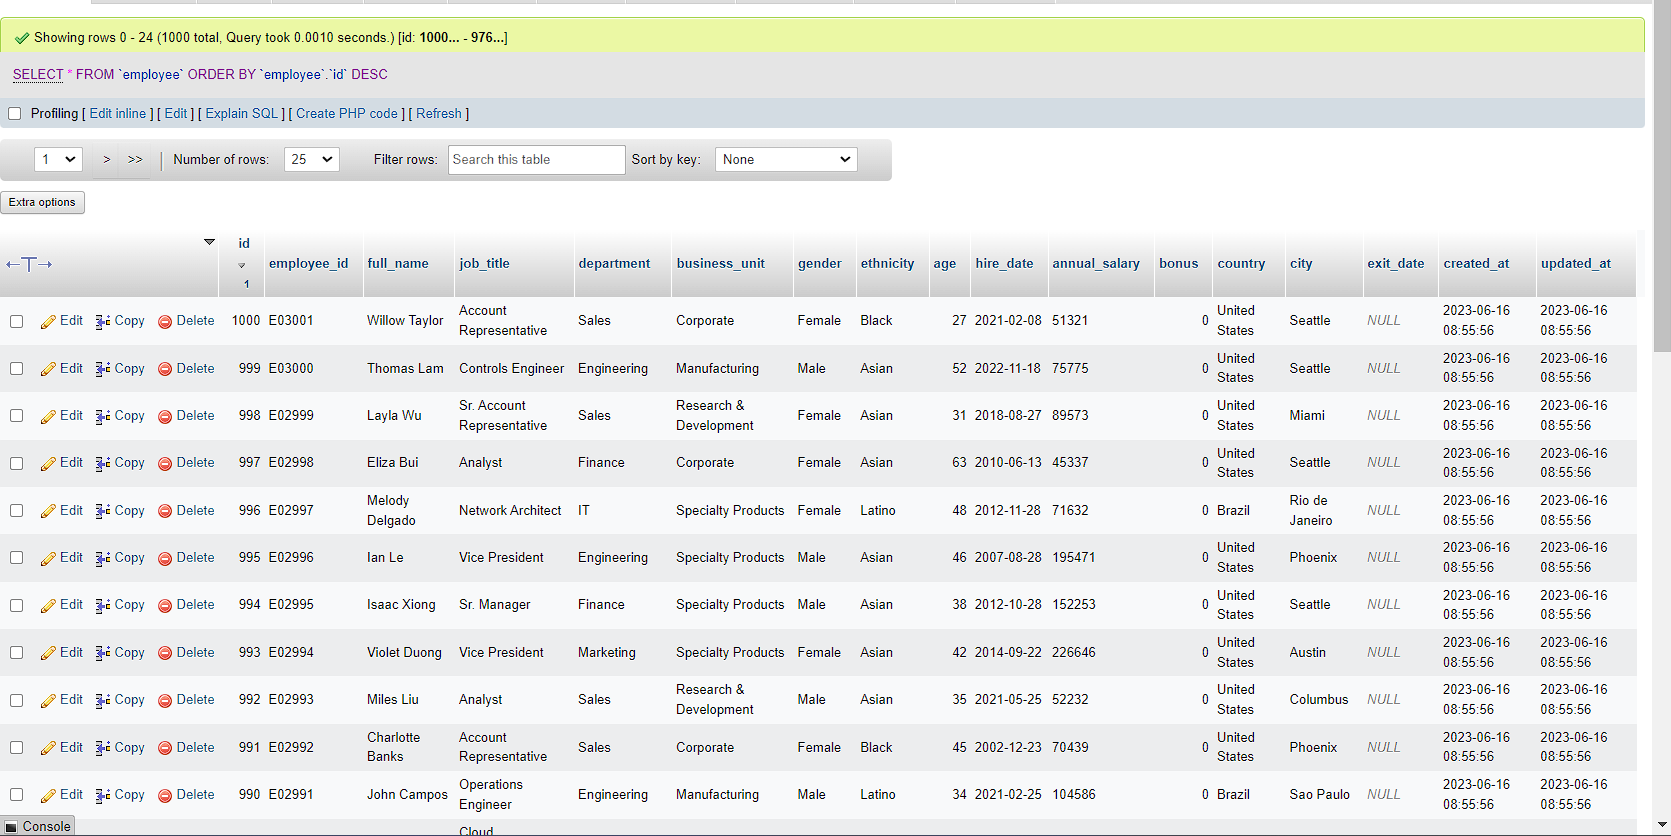 Showing rows 0 - 24 (1000 total, Query took 0.0010 seconds.) [id: 1000... - 976...]
SELECT * FROM `employee` ORDER BY `employee`.`id` DESC
Profiling [ Edit inline ] [ Edit ] [ Explain SQL ] [ Create PHP code ] [ Refresh ]
1 > >> | Number of rows: 25 Filter rows: Search this table Sort by key: None
Extra options
id 1 employee_id full_name job_title department business_unit gender ethnicity age hire_date annual_salary bonus country city exit_date created_at updated_at
Edit Copy Delete 1000 E03001 Willow Taylor Account Representative Sales Corporate Female Black 27 2021-02-08 51321 0 United States Seattle NULL 2023-06-16 08:55:56 2023-06-16 08:55:56
Edit Copy Delete 999 E03000 Thomas Lam Controls Engineer Engineering Manufacturing Male Asian 52 2022-11-18 75775 0 United States Seattle NULL 2023-06-16 08:55:56 2023-06-16 08:55:56
Edit Copy Delete 998 E02999 Layla Wu Sr. Account Representative Sales Research & Development Female Asian 31 2018-08-27 89573 0 United States Miami NULL 2023-06-16 08:55:56 2023-06-16 08:55:56
Edit Copy Delete 997 E02998 Eliza Bui Analyst Finance Corporate Female Asian 63 2010-06-13 45337 0 United States Seattle NULL 2023-06-16 08:55:56 2023-06-16 08:55:56
Edit Copy Delete 996 E02997 Melody Delgado Network Architect IT Specialty Products Female Latino 48 2012-11-28 71632 0 Brazil Rio de Janeiro NULL 2023-06-16 08:55:56 2023-06-16 08:55:56
Edit Copy Delete 995 E02996 Ian Le Vice President Engineering Specialty Products Male Asian 46 2007-08-28 195471 0 United States Phoenix NULL 2023-06-16 08:55:56 2023-06-16 08:55:56
Edit Copy Delete 994 E02995 Isaac Xiong Sr. Manager Finance Specialty Products Male Asian 38 2012-10-28 152253 0 United States Seattle NULL 2023-06-16 08:55:56 2023-06-16 08:55:56
Edit Copy Delete 993 E02994 Violet Duong Vice President Marketing Specialty Products Female Asian 42 2014-09-22 226646 0 United States Austin NULL 2023-06-16 08:55:56 2023-06-16 08:55:56
Edit Copy Delete 992 E02993 Miles Liu Analyst Sales Research & Development Male Asian 35 2021-05-25 52232 0 United States Columbus NULL 2023-06-16 08:55:56 2023-06-16 08:55:56
Edit Copy Delete 991 E02992 Charlotte Banks Account Representative Sales Corporate Female Black 45 2002-12-23 70439 0 United States Phoenix NULL 2023-06-16 08:55:56 2023-06-16 08:55:56
Edit Copy Delete 990 E02991 John Campos Operations Engineer Engineering Manufacturing Male Latino 34 2021-02-25 104586 0 Brazil Sao Paulo NULL 2023-06-16 08:55:56 2023-06-16 08:55:56
Cloud
Console